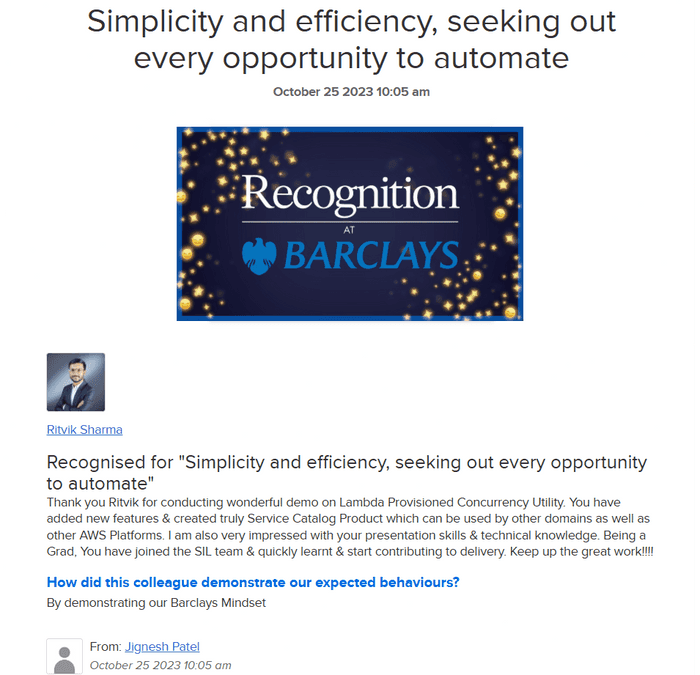 Simplicity and efficiency, seeking out
every opportunity to automate
October 25 2023 10:05 am
Recognition
AT
BARCLAYS
Ritvik Sharma
Recognised for "Simplicity and efficiency, seeking out every opportunity
to automate"
Thank you Ritvik for conducting wonderful demo on Lambda Provisioned Concurrency Utility. You have
added new features & created truly Service Catalog Product which can be used by other domains as well as
other AWS Platforms. I am also very impressed with your presentation skills & technical knowledge. Being a
Grad, You have joined the SIL team & quickly learnt & start contributing to delivery. Keep up the great work!!!!
How did this colleague demonstrate our expected behaviours?
By demonstrating our Barclays Mindset
From: Jignesh Patel
October 25 2023 10:05 am